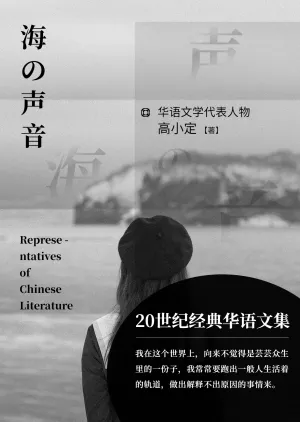 海の声音
声
海 の
华语文学代表人物
高小定【著】
Represe -
ntatives
of
Chinese
Literature
20世纪经典华语文集
我在这个世界上，向来不觉得是芸芸众生
里的一份子，我常常要跑出一般人生活着
的轨道，做出解释不出原因的事情来。